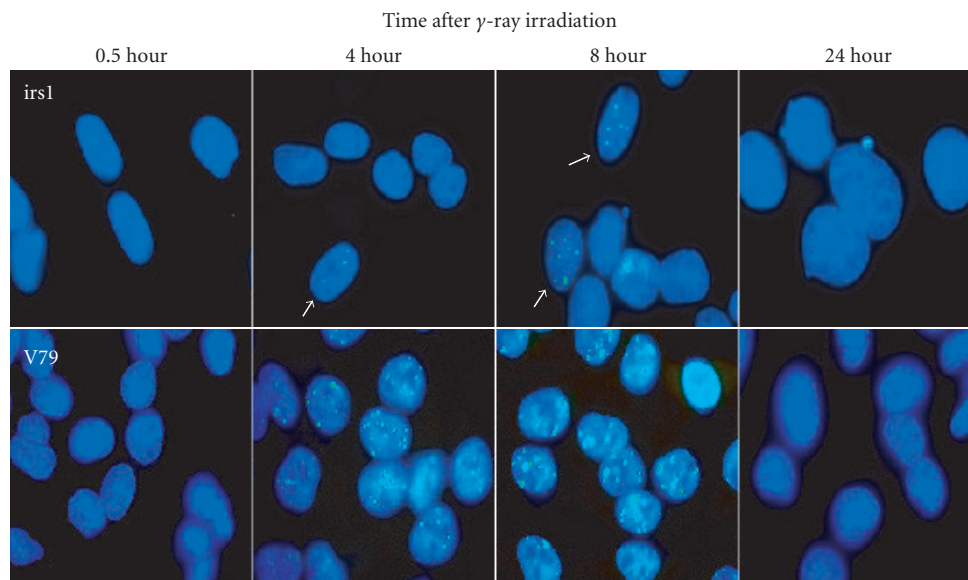 Time after γ-ray irradiation
0.5 hour
4 hour
8 hour
24 hour
irs1
V79